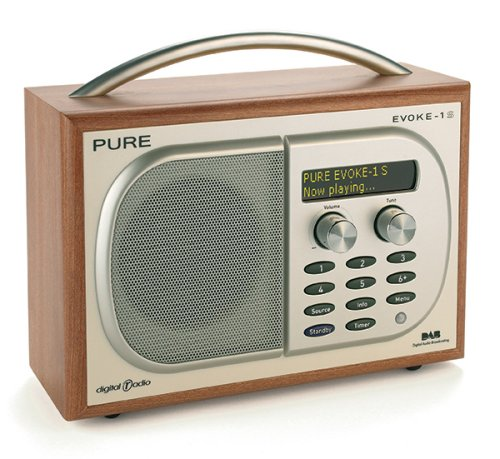 PURE
EVOKE-1S
PURE EVOKE-1 S
Now playing...
Volume
Tune
1
2
3
4
5
6+
Source
Info
Menu
Standby
Timer
digital radio
DAB
Digital Audio Broadcasting